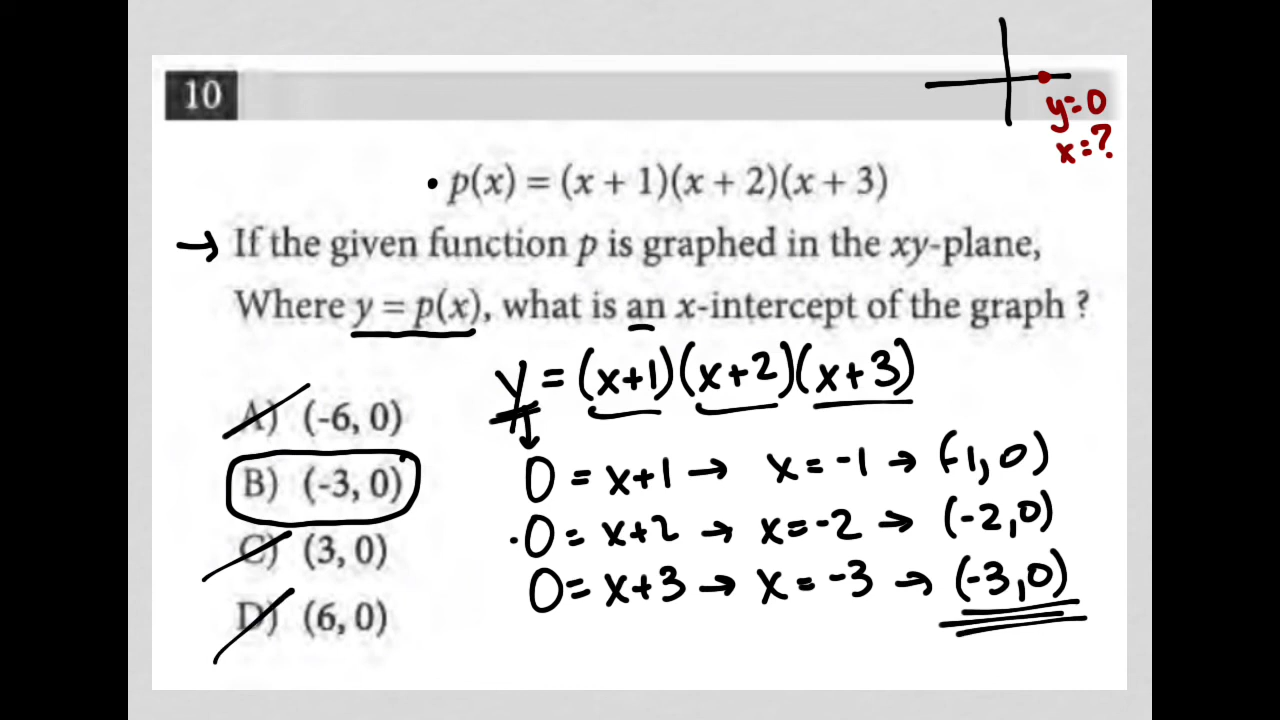 10
y=0
x=?
• p(x) = (x + 1)(x + 2)(x + 3)
→ If the given function p is graphed in the xy-plane,
Where y = p(x), what is an x-intercept of the graph ?
y = (x+1)(x+2)(x+3)
A) (-6, 0)
B) (-3, 0)
C) (3, 0)
D) (6, 0)
0 = x+1 → x = -1 → (-1,0)
·0 = x+2 → x = -2 → (-2,0)
0 = x+3 → x = -3 → (-3,0)